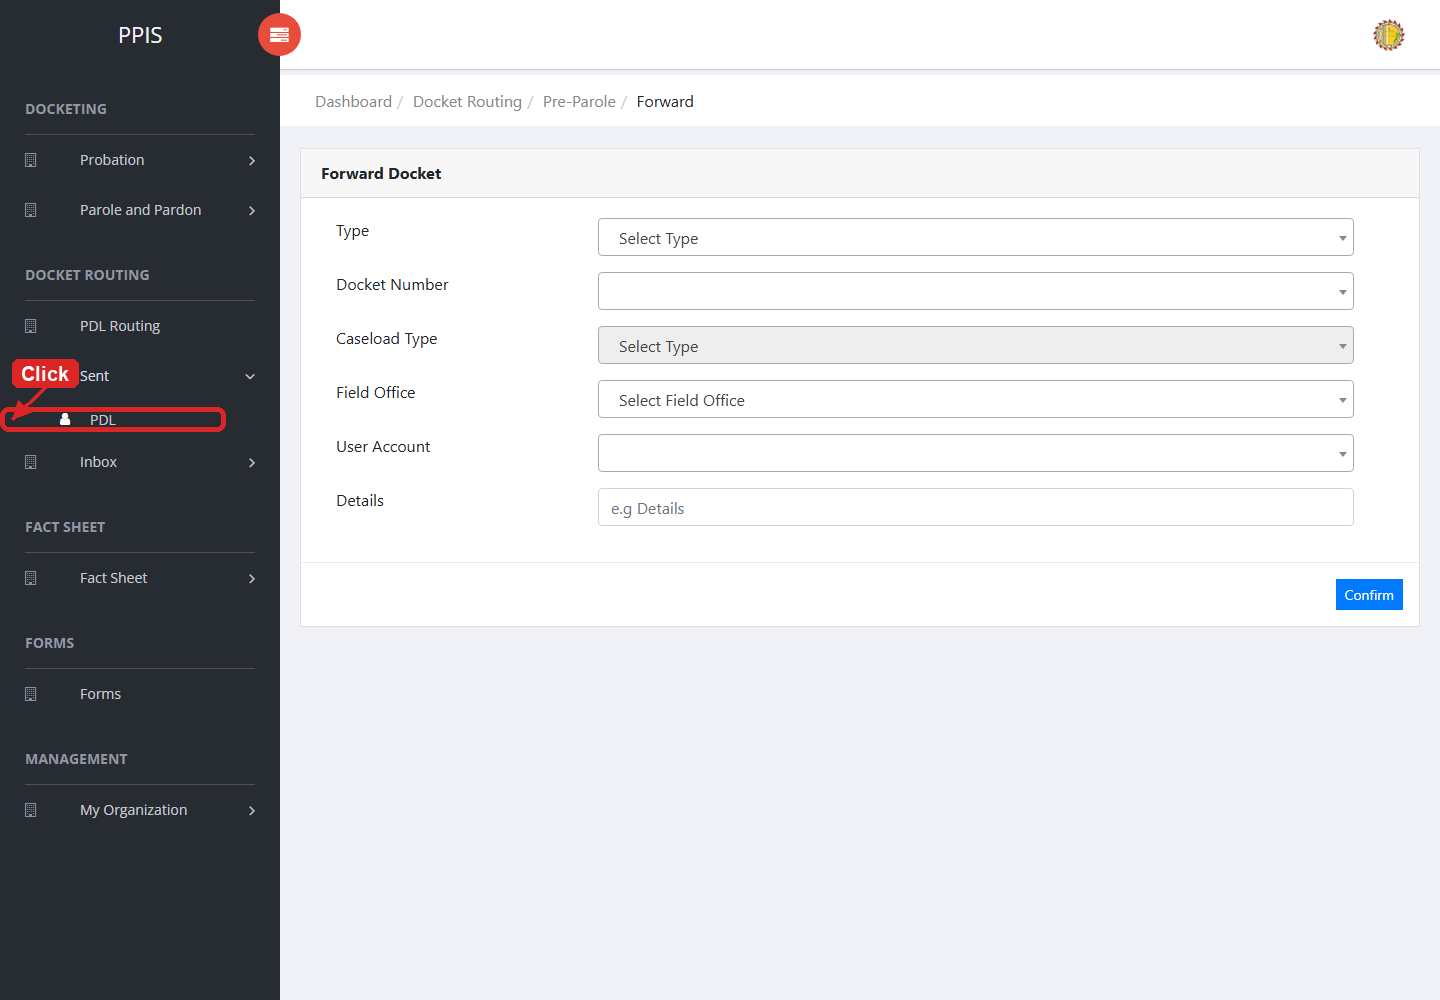 PPIS
DOCKETING
Probation
Parole and Pardon
DOCKET ROUTING
PDL Routing
Click
Sent
PDL
Inbox
FACT SHEET
Fact Sheet
FORMS
Forms
MANAGEMENT
My Organization
Dashboard / Docket Routing / Pre-Parole / Forward
Forward Docket
Type
Select Type
Docket Number
Caseload Type
Select Type
Field Office
Select Field Office
User Account
Details
e.g Details
Confirm